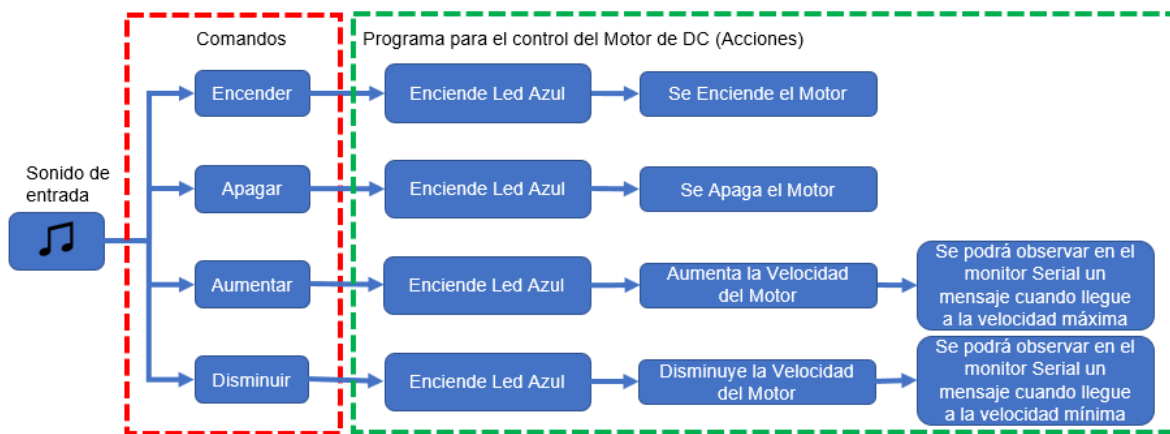 Comandos
Programa para el control del Motor de DC (Acciones)
Sonido de
entrada
Encender
Enciende Led Azul
Se Enciende el Motor
Apagar
Enciende Led Azul
Se Apaga el Motor
Aumentar
Enciende Led Azul
Aumenta la Velocidad
del Motor
Se podrá observar en el
monitor Serial un
mensaje cuando llegue
a la velocidad máxima
Disminuir
Enciende Led Azul
Disminuye la Velocidad
del Motor
Se podrá observar en el
monitor Serial un
mensaje cuando llegue
a la velocidad mínima